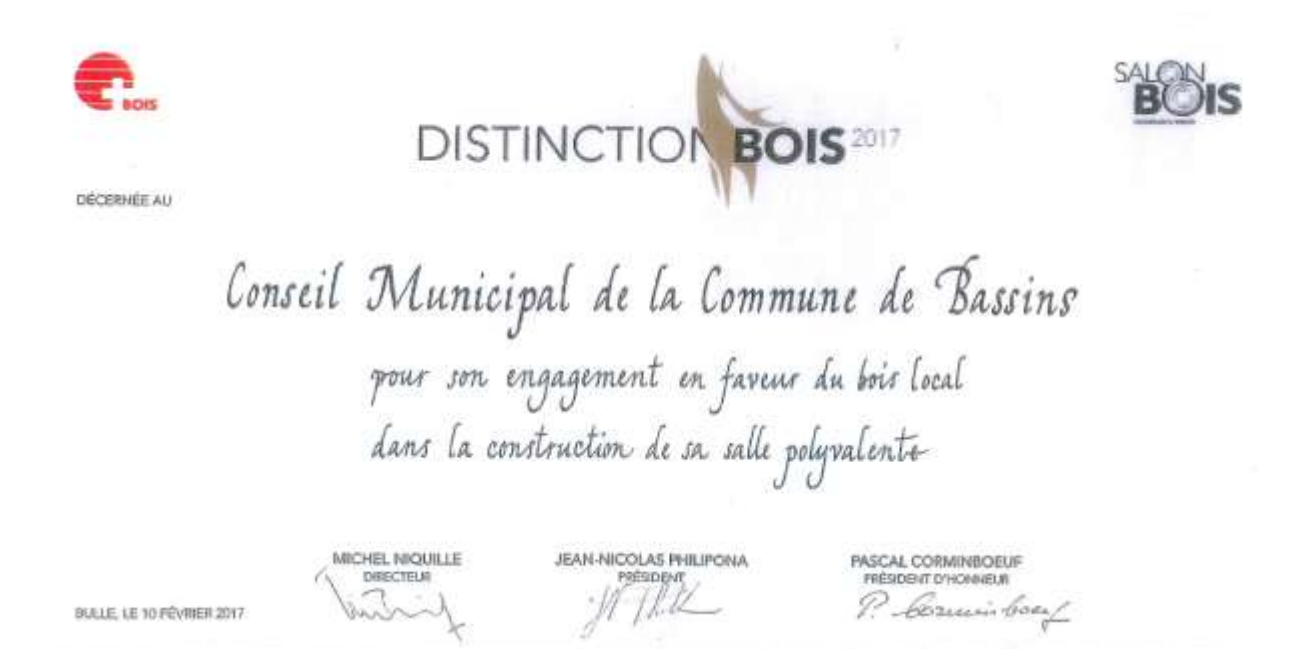 BOIS
SALON
BOIS
DISTINCTION BOIS 2017
DÉCERNÉE AU
Conseil Municipal de la Commune de Bassins
pour son engagement en faveur du bois local
dans la construction de sa salle polyvalente
MICHEL NIQUILLE
DIRECTEUR
JEAN-NICOLAS PHILIPONA
PRÉSIDENT
PASCAL CORMINBOEUF
PRÉSIDENT D'HONNEUR
P. Corminboeuf
BULLE, LE 10 FÉVRIER 2017